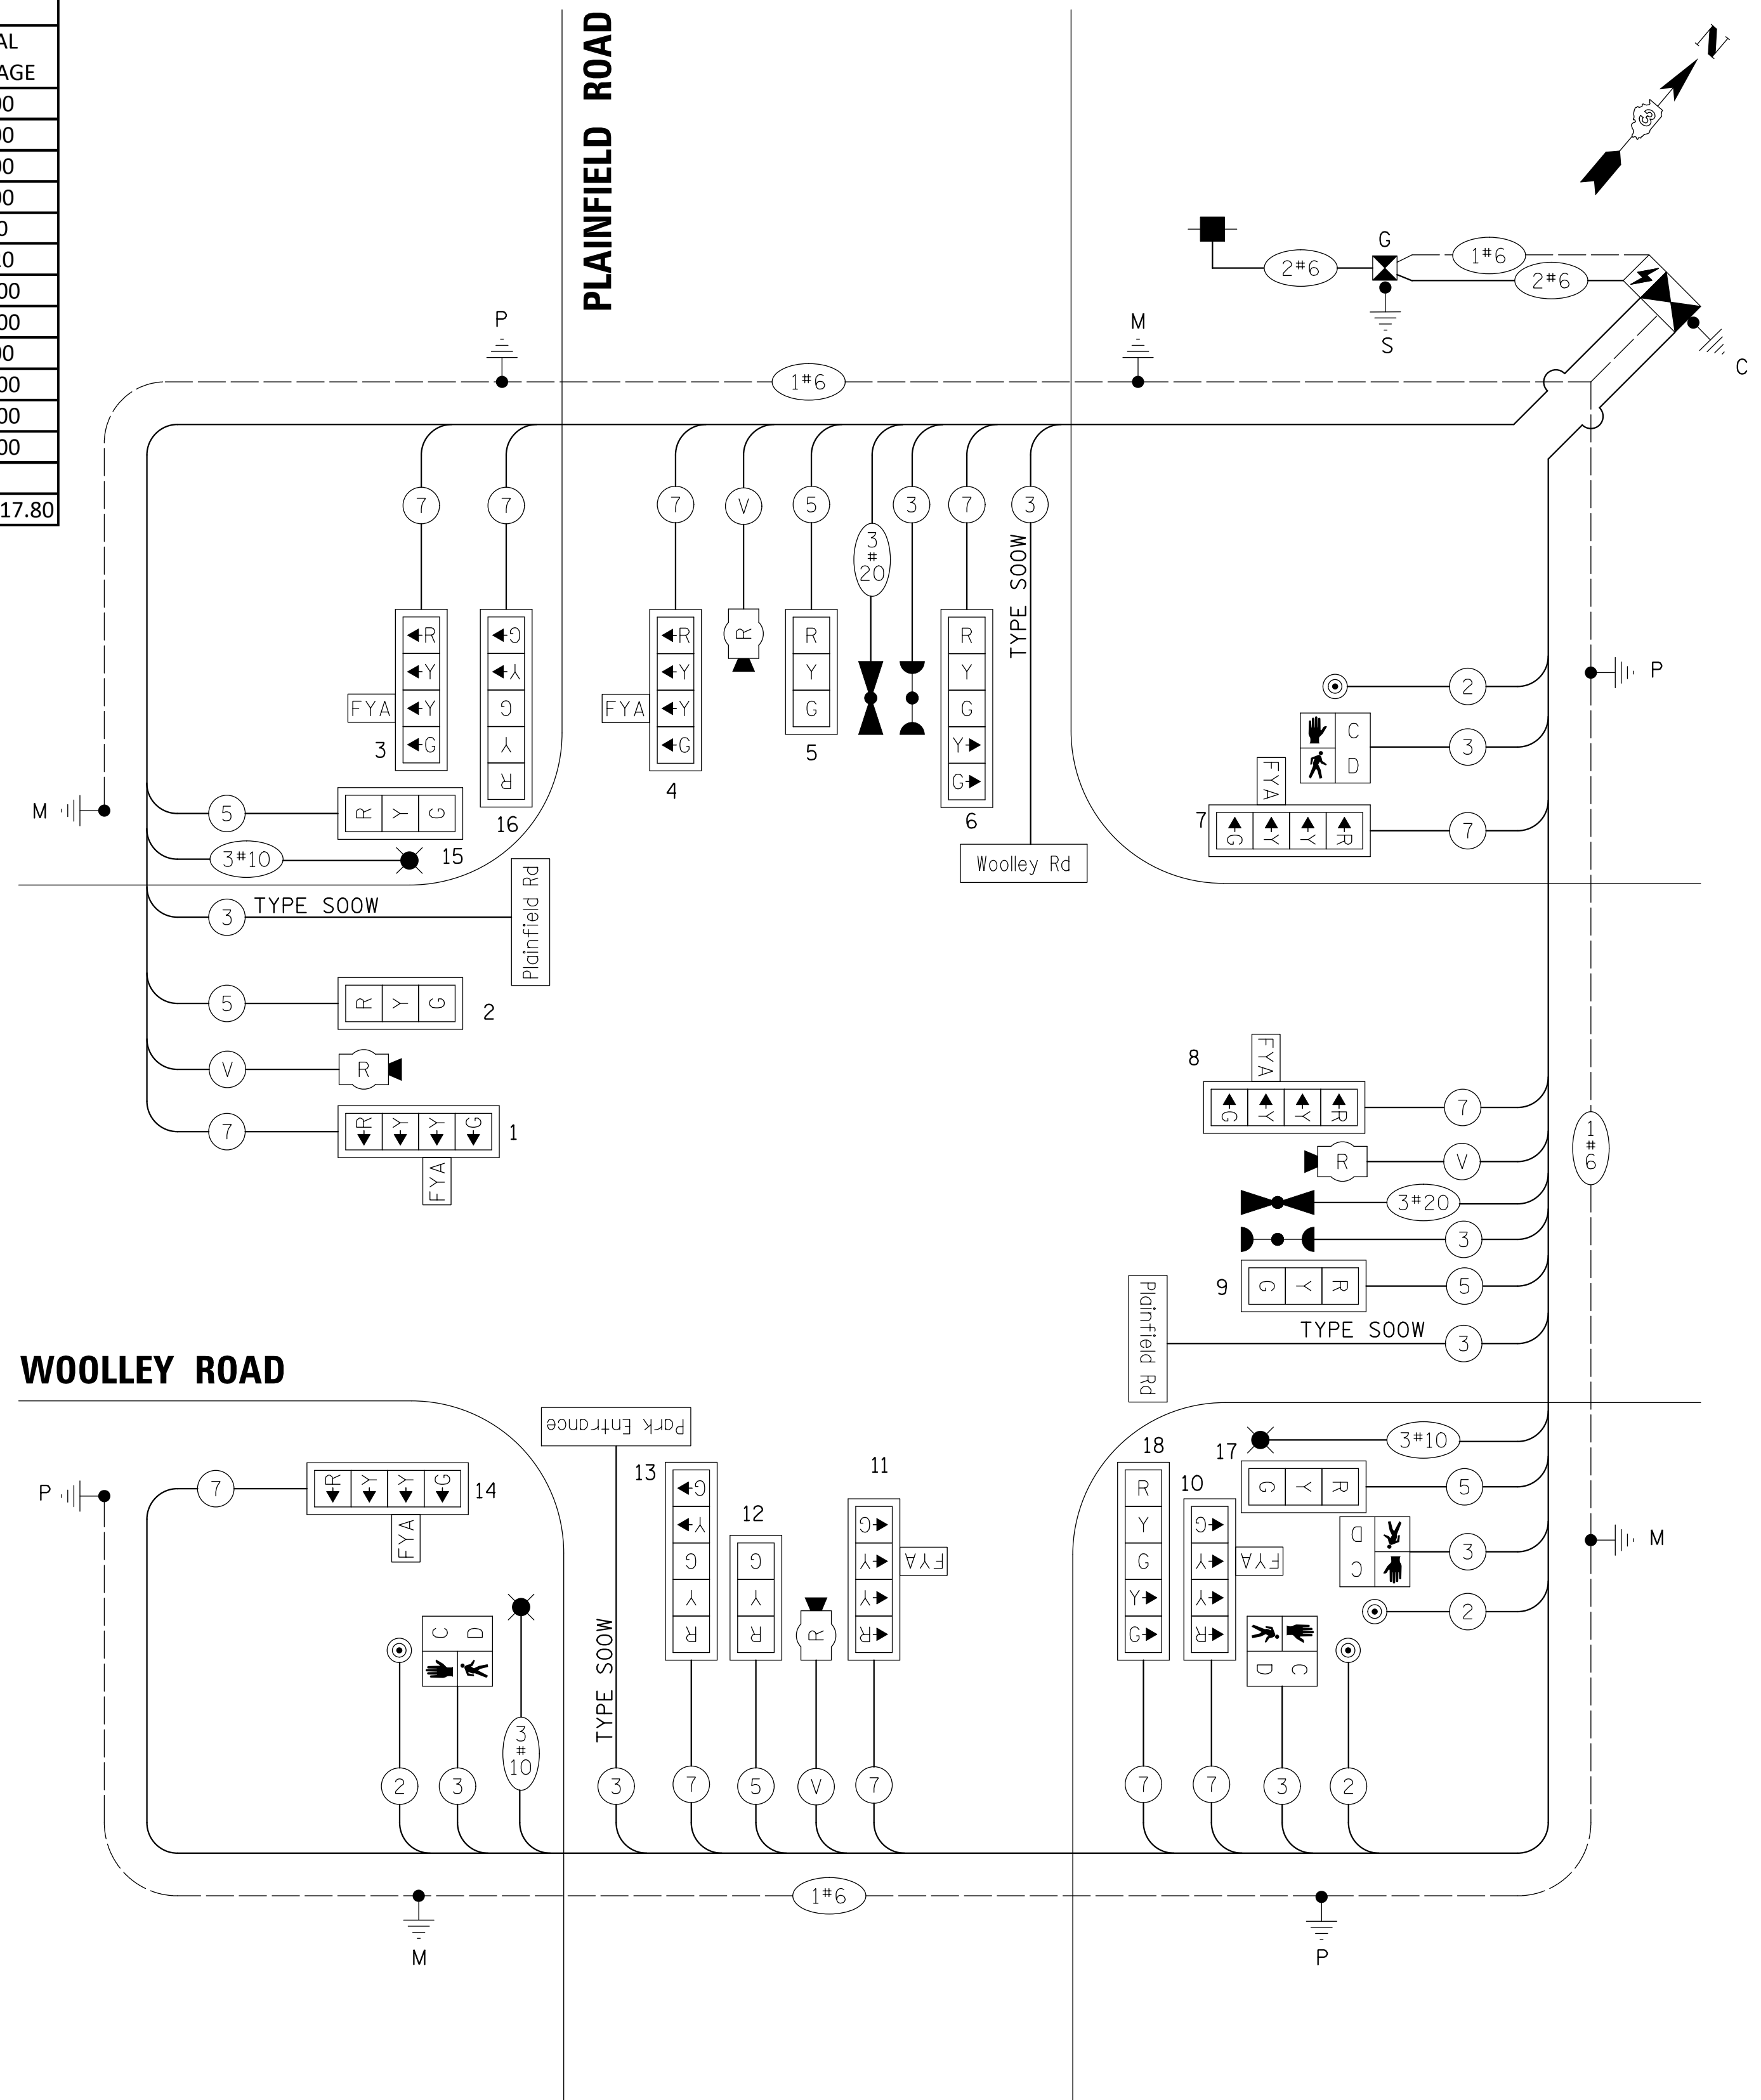 AL
AGE
00
00
00
00
0
10
00
00
00
00
00
00
17.80
PLAINFIELD ROAD
N
3
G
1#6
2#6
2#6
S
C
P
M
1#6
7
7
7
V
5
3
#
20
3
7
3
TYPE SOOW
←R
←Y
FYA
←Y
←G
3
←G
←Y
G
Y
R
16
←R
←Y
FYA
←Y
←G
4
R
R
Y
G
5
R
Y
G
Y→
G→
6
Woolley Rd
2
P
C
D
3
FYA
7
←G
←Y
←Y
←R
7
M
5
R Y G
15
3#10
3
TYPE SOOW
Plainfield Rd
5
R Y G
2
V
R
7
←R ←Y ←Y ←G
1
FYA
8
FYA
←G ←Y ←Y ←R
7
1
#
6
R
V
3#20
3
9
G Y R
5
TYPE SOOW
3
Plainfield Rd
WOOLLEY ROAD
Park Entrance
P
7
←R ←Y ←Y ←G
14
FYA
C D
2
3
3
#
10
TYPE SOOW
3
13
←G
←Y
G
Y
R
7
12
G
Y
R
5
R
V
11
G→
Y→
FYA
Y→
R→
7
18
R
Y
G
Y→
G→
7
10
G→
Y→
FYA
Y→
R→
7
17
3#10
G Y R
5
D
C
3
M
2
D C
3
2
1#6
M
P